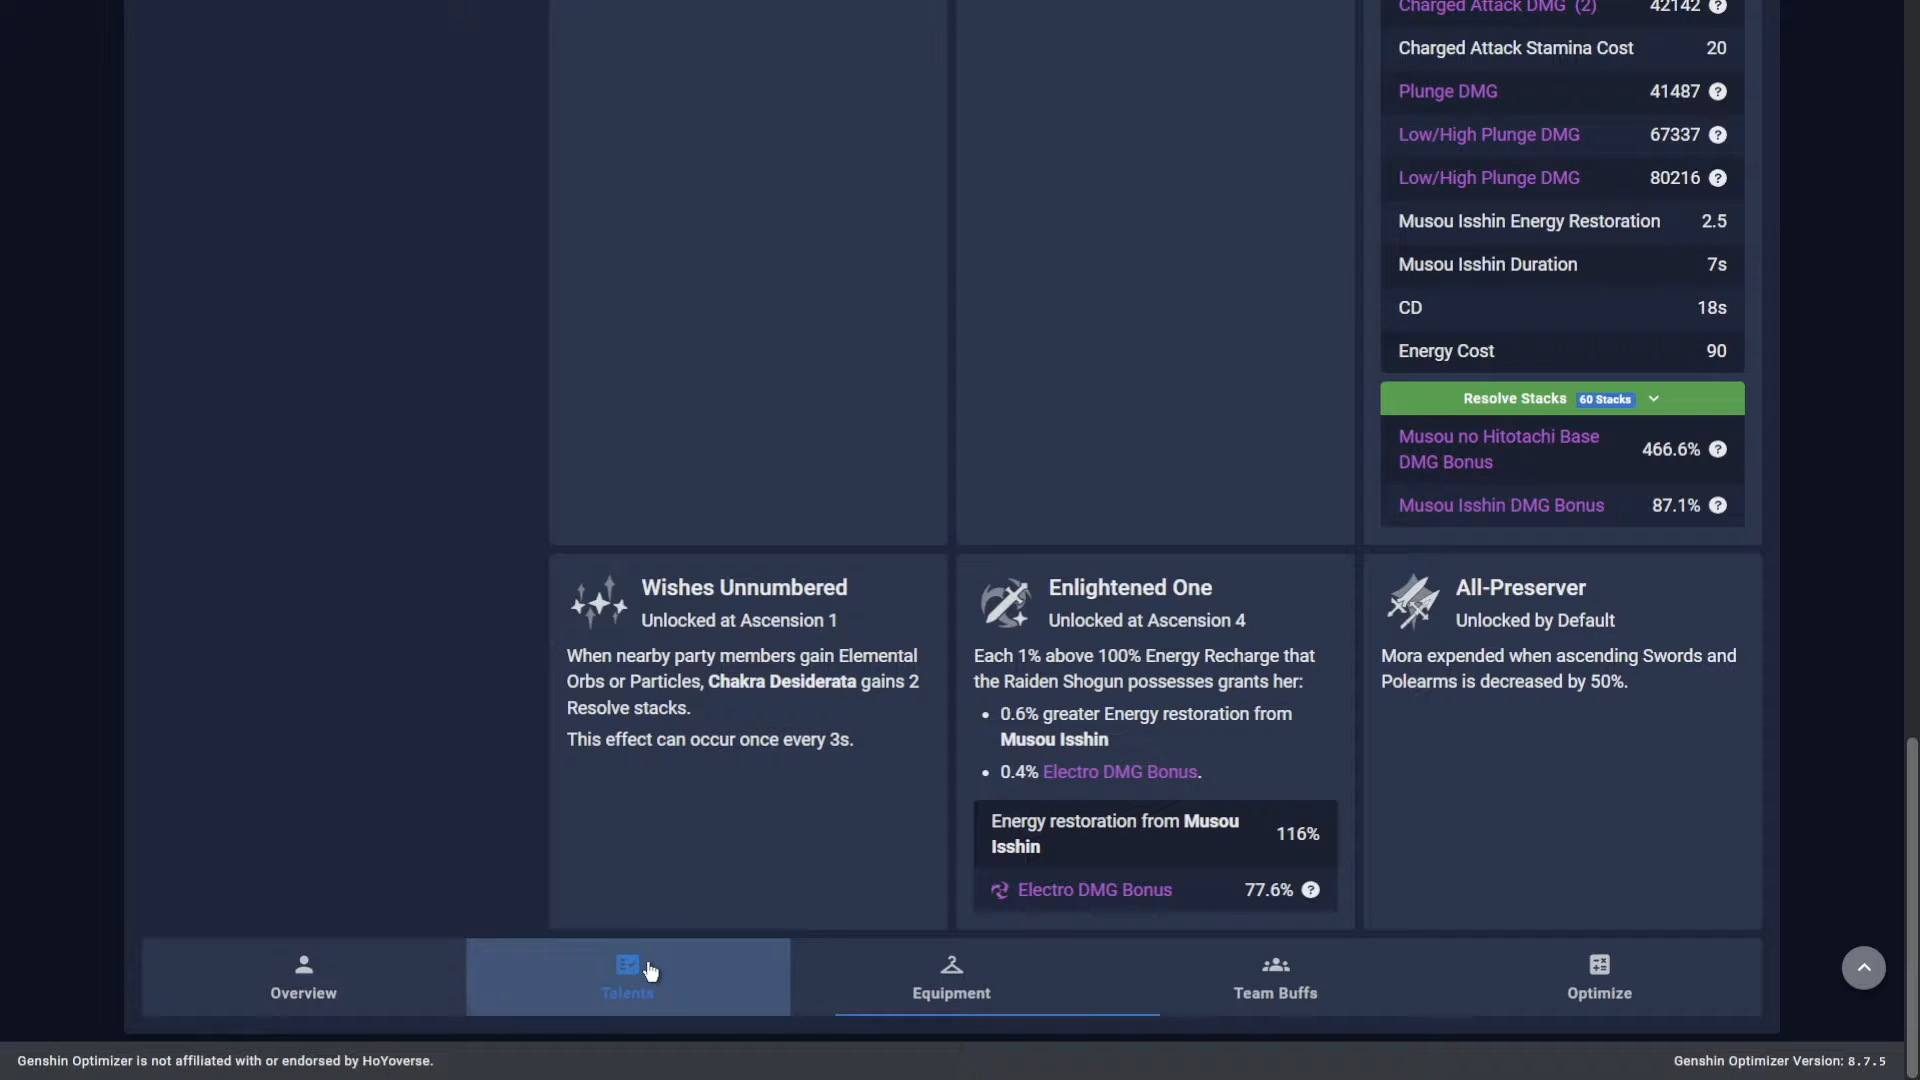 Charged Attack DMG (2) 42142
Charged Attack Stamina Cost 20
Plunge DMG 41487
Low/High Plunge DMG 67337
Low/High Plunge DMG 80216
Musou Isshin Energy Restoration 2.5
Musou Isshin Duration 7s
CD 18s
Energy Cost 90
Resolve Stacks 60 Stacks
Musou no Hitotachi Base
DMG Bonus 466.6%
Musou Isshin DMG Bonus 87.1%
Wishes Unnumbered
Unlocked at Ascension 1
When nearby party members gain Elemental
Orbs or Particles, Chakra Desiderata gains 2
Resolve stacks.
This effect can occur once every 3s.
Enlightened One
Unlocked at Ascension 4
Each 1% above 100% Energy Recharge that
the Raiden Shogun possesses grants her:
• 0.6% greater Energy restoration from
Musou Isshin
• 0.4% Electro DMG Bonus.
Energy restoration from Musou
Isshin 116%
Electro DMG Bonus 77.6%
All-Preserver
Unlocked by Default
Mora expended when ascending Swords and
Polearms is decreased by 50%.
Overview
Talents
Equipment
Team Buffs
Optimize
Genshin Optimizer is not affiliated with or endorsed by HoYoverse.
Genshin Optimizer Version: 8.7.5